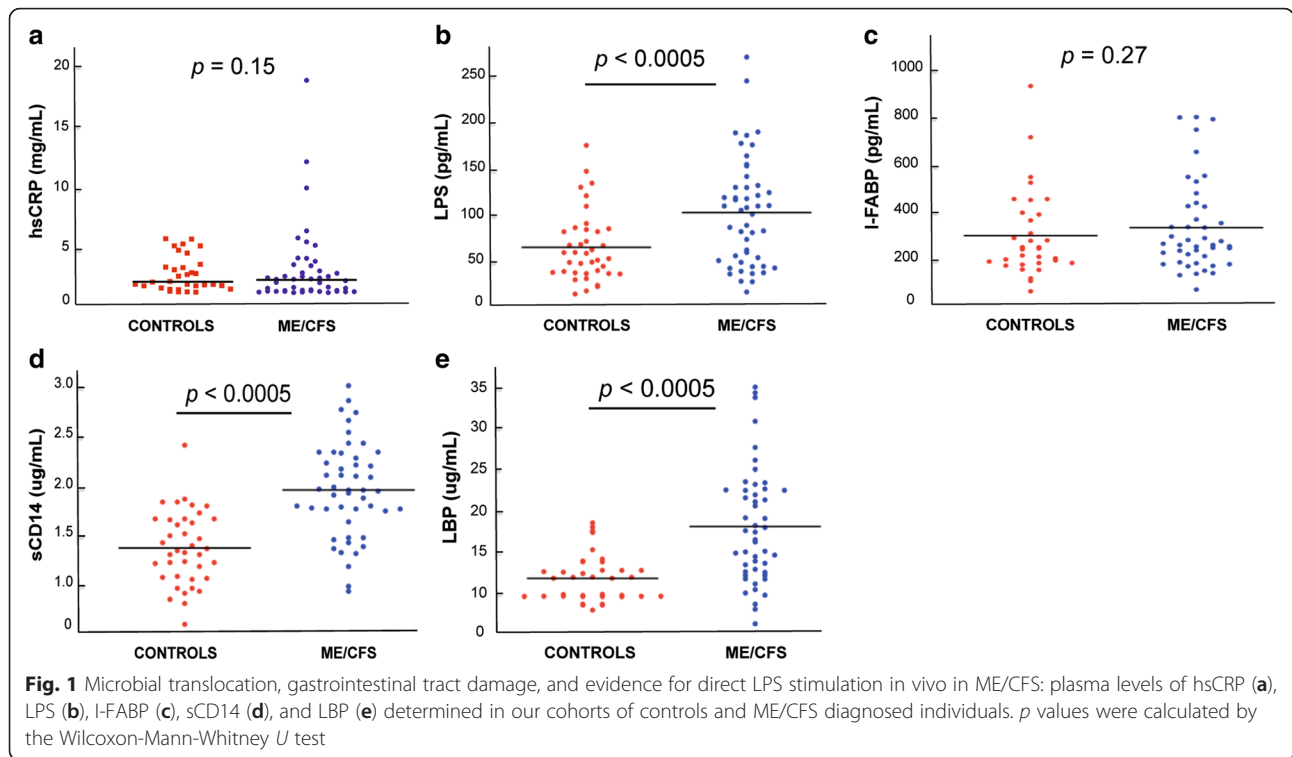 a
p = 0.15
hsCRP (mg/mL)
20
15
10
5
0
CONTROLS
ME/CFS
b
p < 0.0005
LPS (pg/mL)
250
200
150
100
50
0
CONTROLS
ME/CFS
c
p = 0.27
I-FABP (pg/mL)
1000
800
600
400
200
0
CONTROLS
ME/CFS
d
p < 0.0005
sCD14 (ug/mL)
3.0
2.5
2.0
1.5
1.0
0
CONTROLS
ME/CFS
e
p < 0.0005
LBP (ug/mL)
35
30
25
20
15
10
0
CONTROLS
ME/CFS
Fig. 1 Microbial translocation, gastrointestinal tract damage, and evidence for direct LPS stimulation in vivo in ME/CFS: plasma levels of hsCRP (a),
LPS (b), I-FABP (c), sCD14 (d), and LBP (e) determined in our cohorts of controls and ME/CFS diagnosed individuals. p values were calculated by
the Wilcoxon-Mann-Whitney U test